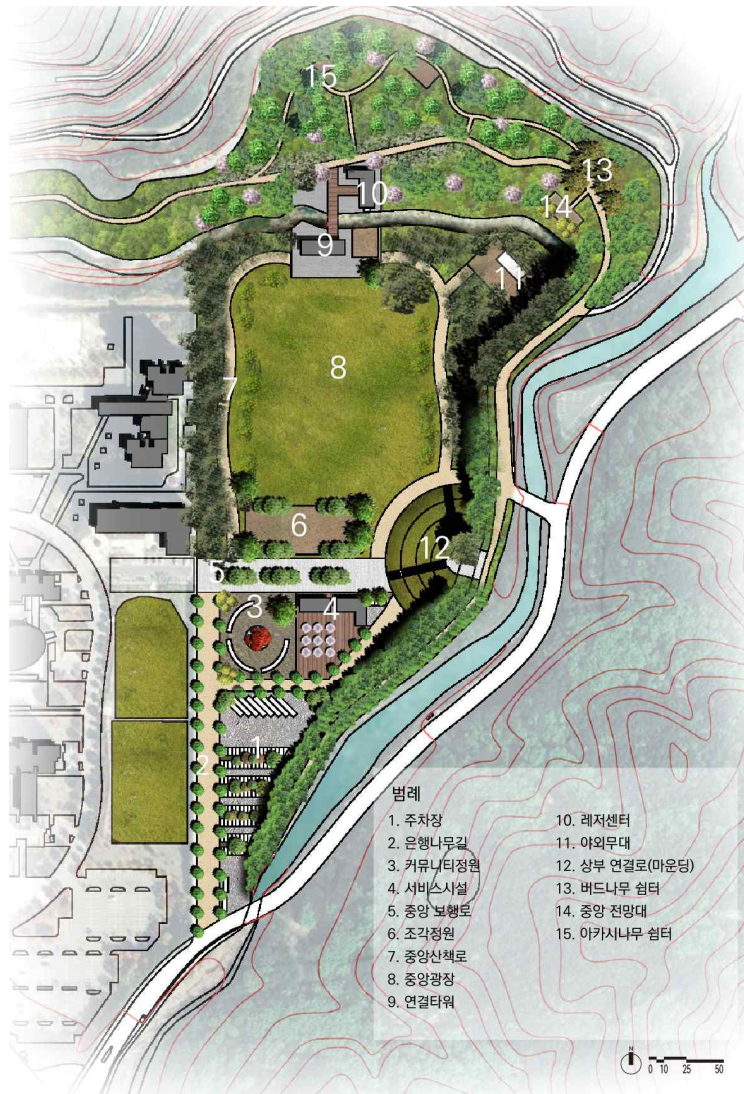 15
13
10
14
9
11
7
8
6
12
5
3
4
1
2
범례
1. 주차장
2. 은행나무길
3. 커뮤니티정원
4. 서비스시설
5. 중앙 보행로
6. 조각정원
7. 중앙산책로
8. 중앙광장
9. 연결타워
10. 레저센터
11. 야외무대
12. 상부 연결로(마운딩)
13. 버드나무 쉼터
14. 중앙 전망대
15. 아카시나무 쉼터
N
0 10 25 50